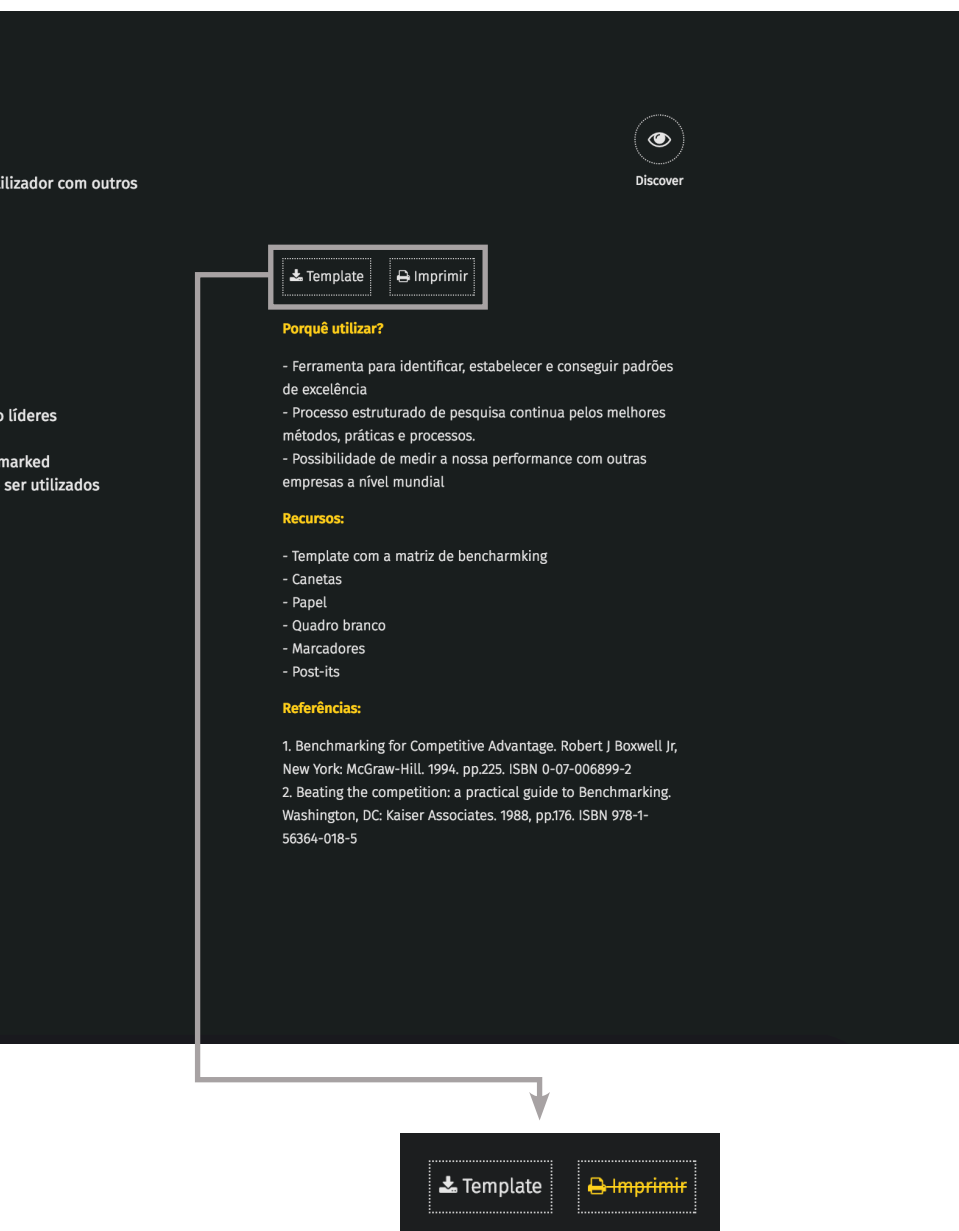 Discover
ilizador com outros
Template
Imprimir
Porquê utilizar?
- Ferramenta para identificar, estabelecer e conseguir padrões
de excelência
- Processo estruturado de pesquisa continua pelos melhores
métodos, práticas e processos.
- Possibilidade de medir a nossa performance com outras
empresas a nível mundial
o líderes
marked
ser utilizados
Recursos:
- Template com a matriz de bencharmking
- Canetas
- Papel
- Quadro branco
- Marcadores
- Post-its
Referências:
1. Benchmarking for Competitive Advantage. Robert J Boxwell Jr,
New York: McGraw-Hill. 1994. pp.225. ISBN 0-07-006899-2
2. Beating the competition: a practical guide to Benchmarking.
Washington, DC: Kaiser Associates. 1988, pp.176. ISBN 978-1-
56364-018-5
Template
Imprimir